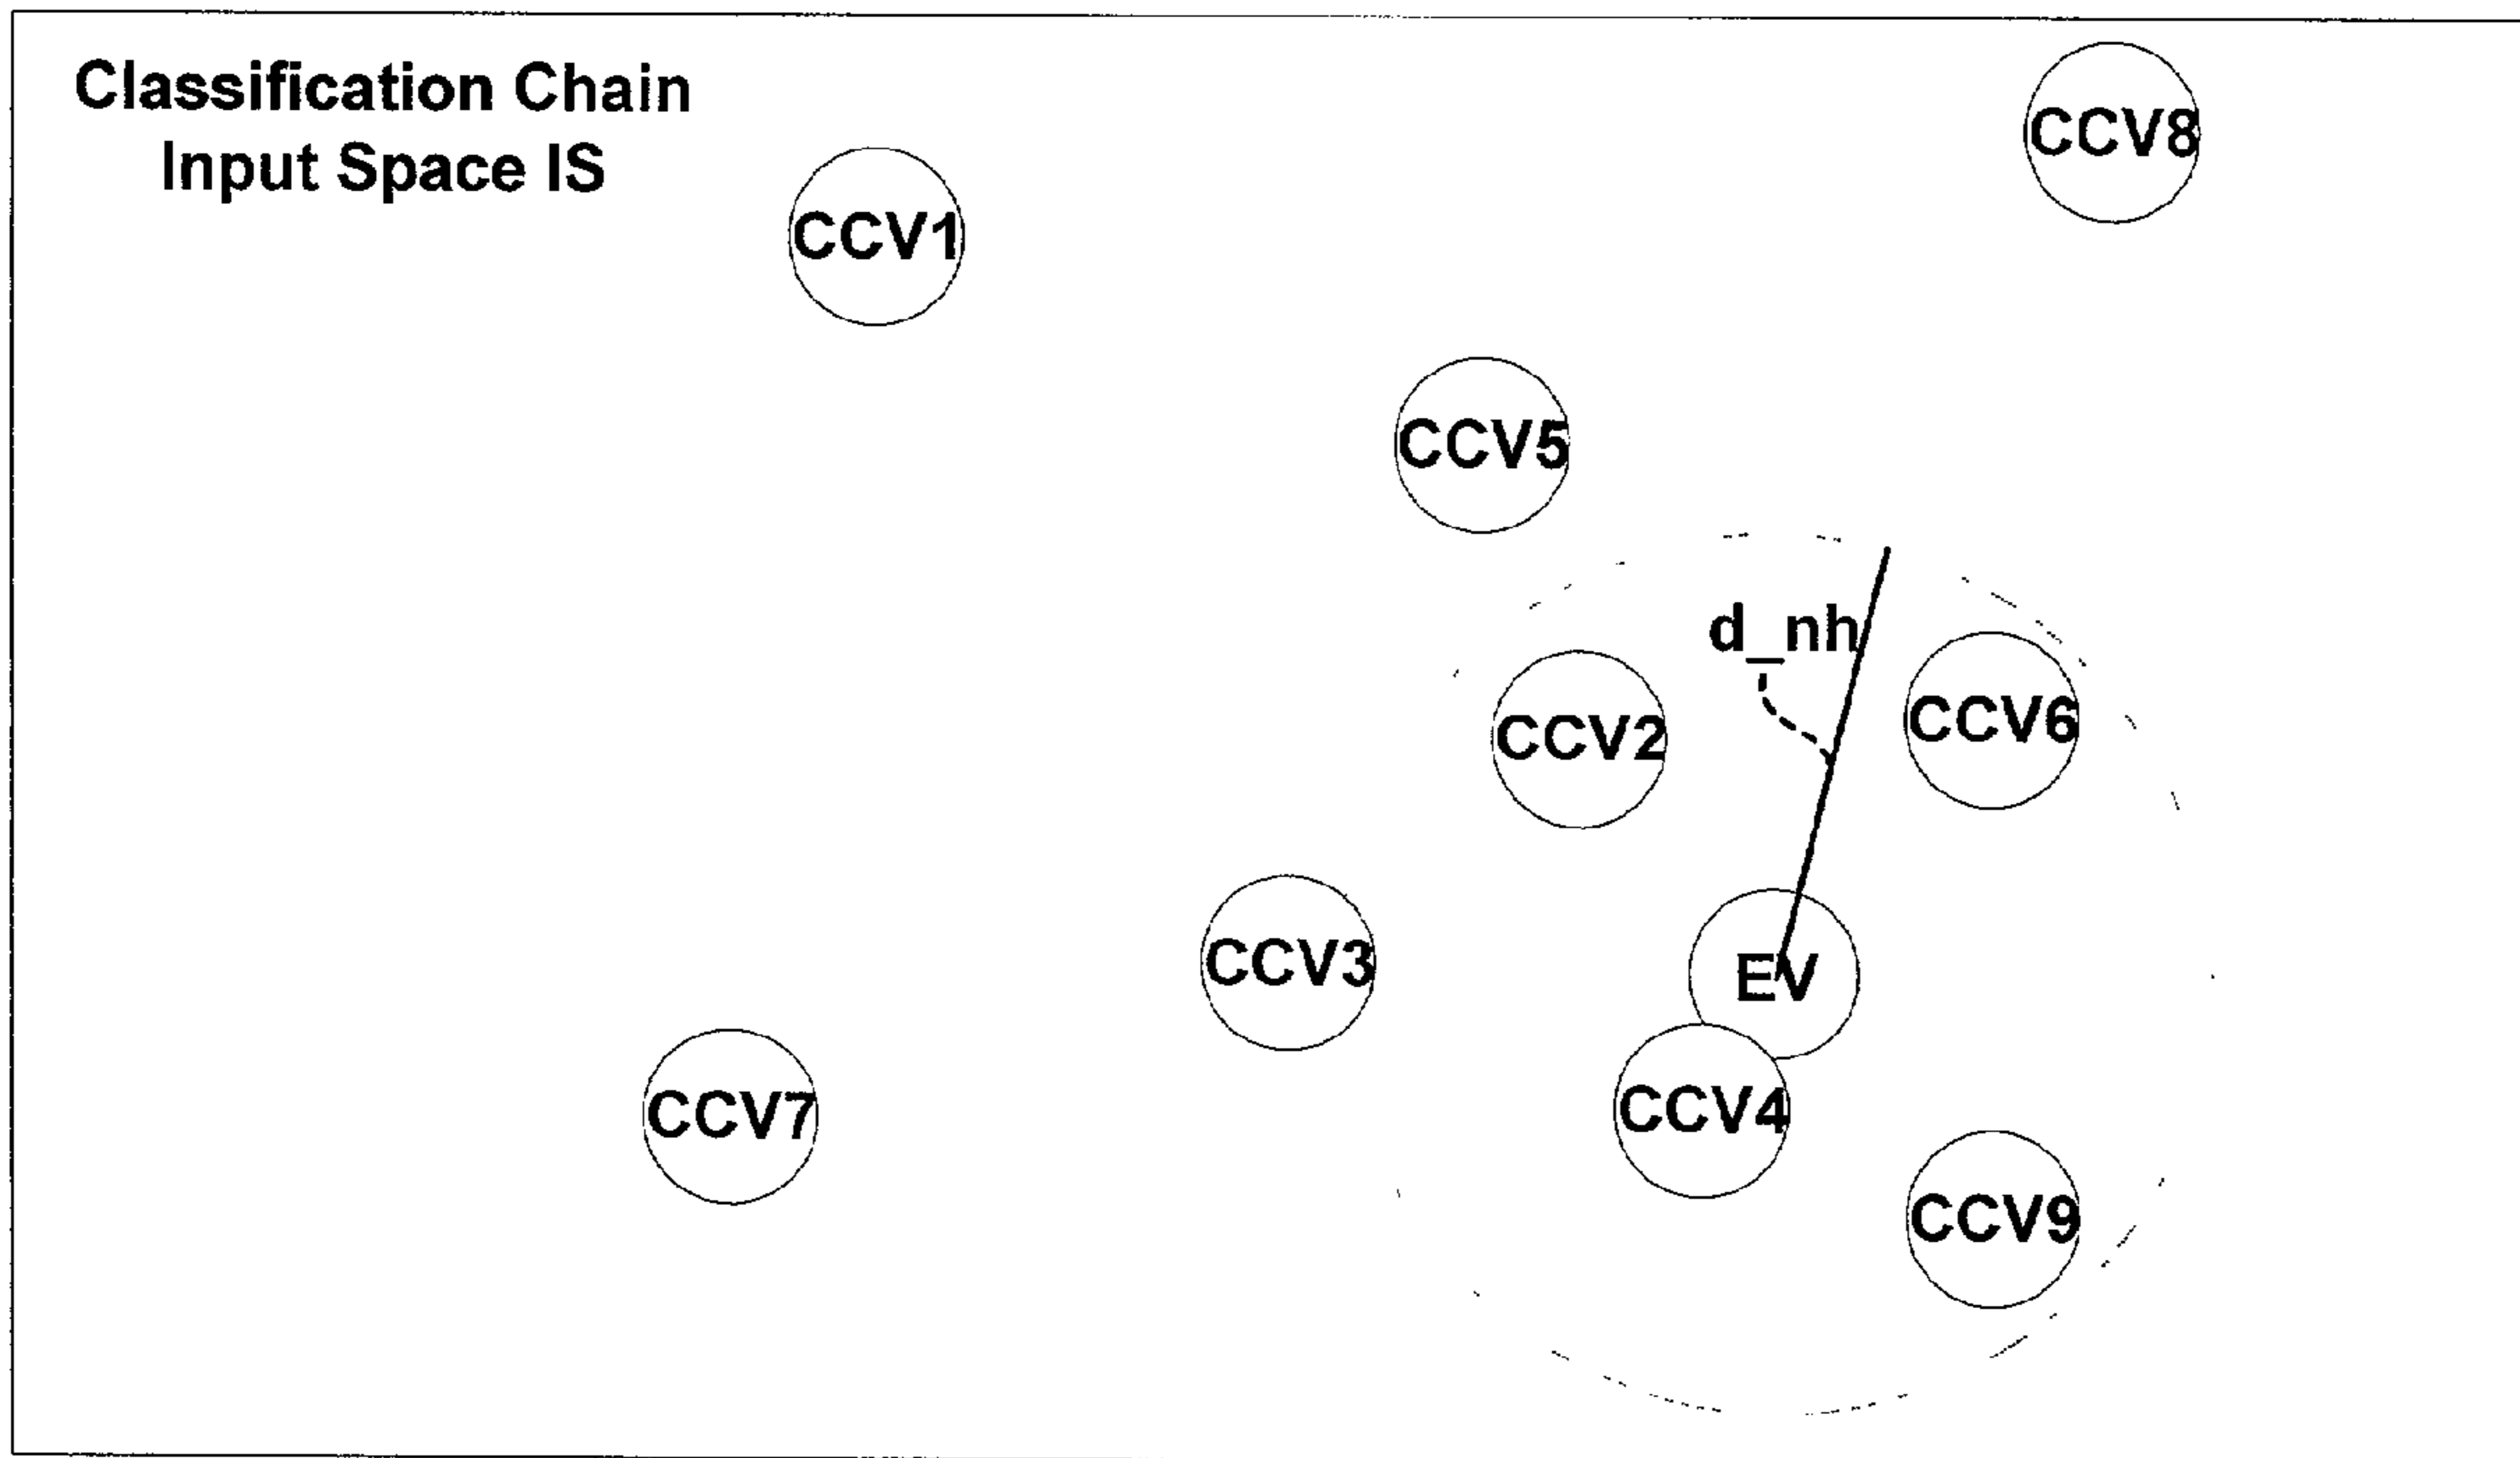 Classification Chain
Input Space IS
CCV8
CCV1
CCV5
d_nh
CCV6
CCV2
CCV3
EV
CCV7
CCV4
CCV9